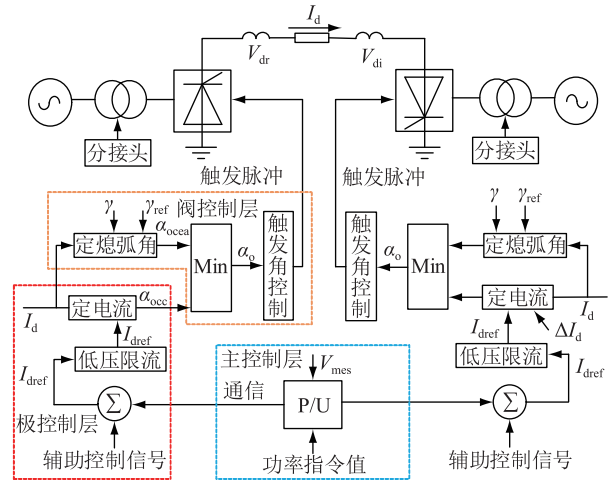 I_d
V_dr
V_di
分接头
分接头
触发脉冲
触发脉冲
γ
γ_ref
阀控制层
定熄弧角
α_ocea
Min
α_o
触发角控制
触发角控制
α_o
Min
γ
γ_ref
定熄弧角
I_d
定电流
α_occ
I_dref
低压限流
I_dref
极控制层
Σ
辅助控制信号
通信
主控制层
V_mes
P/U
功率指令值
定电流
I_d
ΔI_d
I_dref
低压限流
I_dref
Σ
辅助控制信号